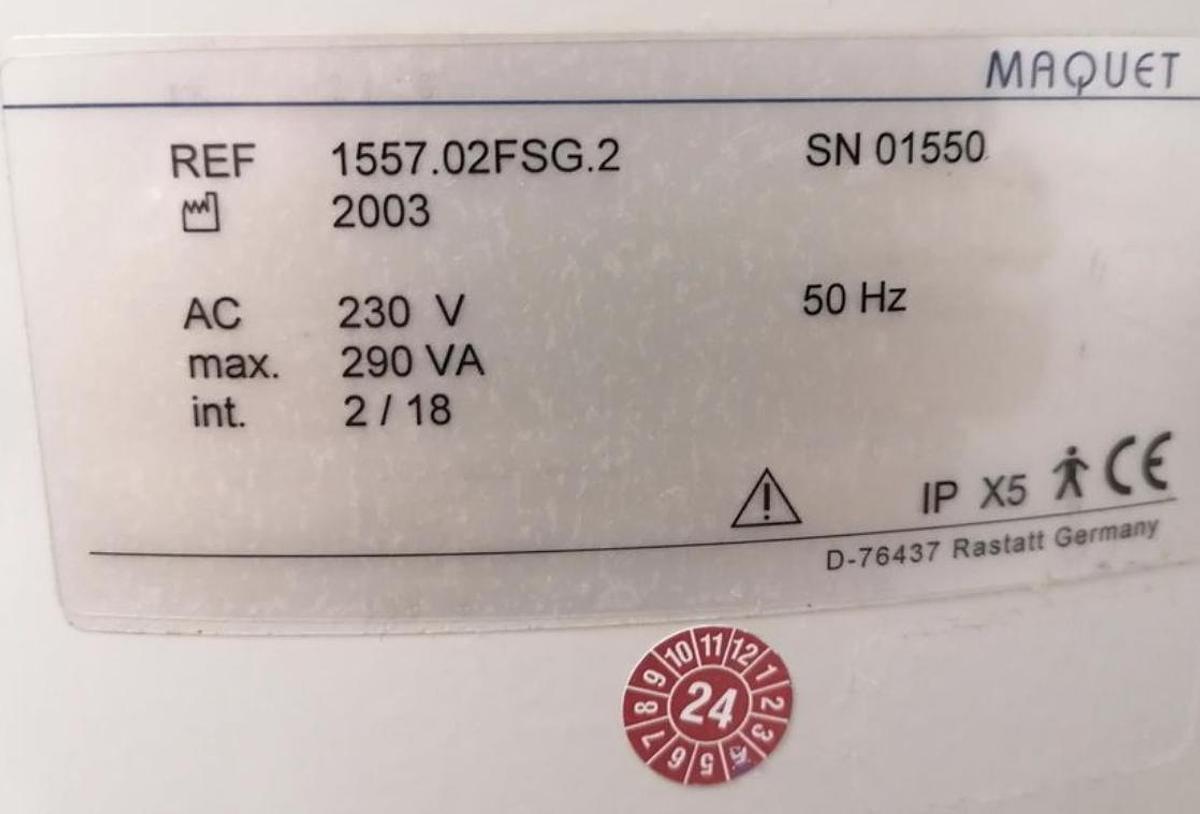 MAQUET
REF 1557.02FSG.2 SN 01550
2003
AC 230 V 50 Hz
max. 290 VA
int. 2 / 18
IP X5 CE
D-76437 Rastatt Germany
10 11 12 1 2 3 5 6 7 8 9
24